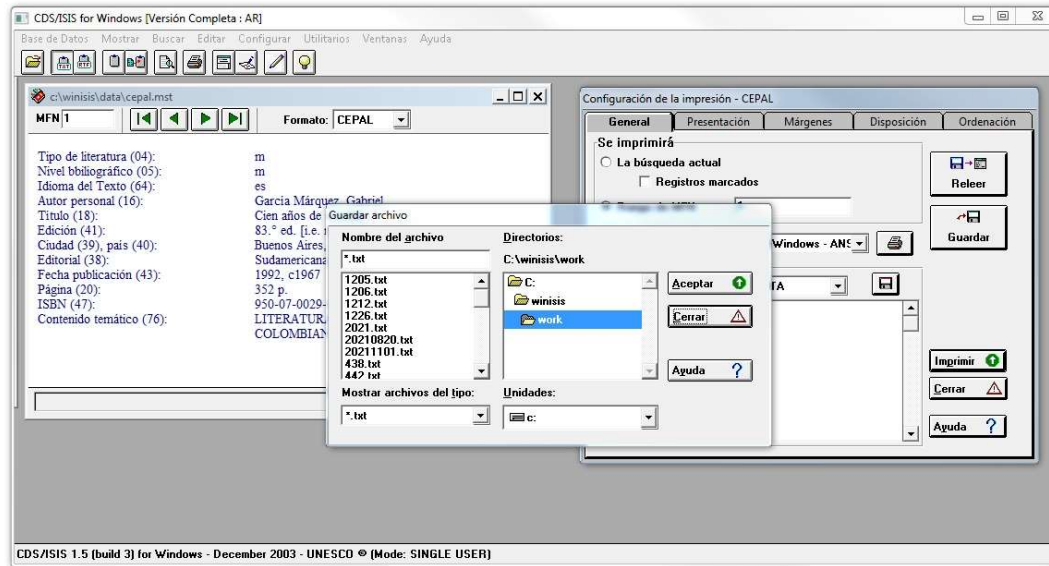 CDS/ISIS for Windows [Versión Completa : AR]
Base de Datos Mostrar Buscar Editar Configurar Utilitarios Ventanas Ayuda
c:\winisis\data\cepal.mst
MFN 1
Formato: CEPAL
Tipo de literatura (04): m
Nivel bbiliográfico (05): m
Idioma del Texto (64): es
Autor personal (16): García Márquez, Gabriel
Título (18): Cien años de
Edición (41): 83.° ed. [i.e.
Ciudad (39), país (40): Buenos Aires,
Editorial (38): Sudamericana
Fecha publicación (43): 1992, c1967
Página (20): 352 p.
ISBN (47): 950-07-0029-
Contenido temático (76): LITERATURA
COLOMBIAN
Guardar archivo
Nombre del archivo
*.txt
1205.txt
1206.txt
1212.txt
1226.txt
2021.txt
20210820.txt
20211101.txt
438.txt
442.txt
Mostrar archivos del tipo:
*.txt
Directorios:
C:\winisis\work
C:
winisis
work
Unidades:
c:
Aceptar
Cerrar
Ayuda
Configuración de la impresión - CEPAL
General Presentación Márgenes Disposición Ordenación
Se imprimirá
La búsqueda actual
Registros marcados
Windows - ANS
TA
Releer
Guardar
Imprimir
Cerrar
Ayuda
CDS/ISIS 1.5 (build 3) for Windows - December 2003 - UNESCO © (Mode: SINGLE USER)